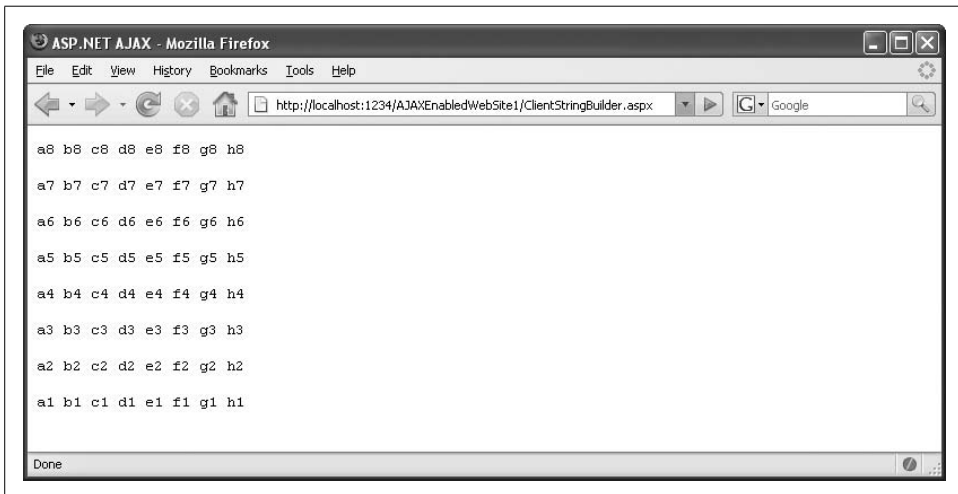 ASP.NET AJAX - Mozilla Firefox
File Edit View History Bookmarks Tools Help
http://localhost:1234/AJAXEnabledWebSite1/ClientStringBuilder.aspx G Google
a8 b8 c8 d8 e8 f8 g8 h8
a7 b7 c7 d7 e7 f7 g7 h7
a6 b6 c6 d6 e6 f6 g6 h6
a5 b5 c5 d5 e5 f5 g5 h5
a4 b4 c4 d4 e4 f4 g4 h4
a3 b3 c3 d3 e3 f3 g3 h3
a2 b2 c2 d2 e2 f2 g2 h2
a1 b1 c1 d1 e1 f1 g1 h1
Done